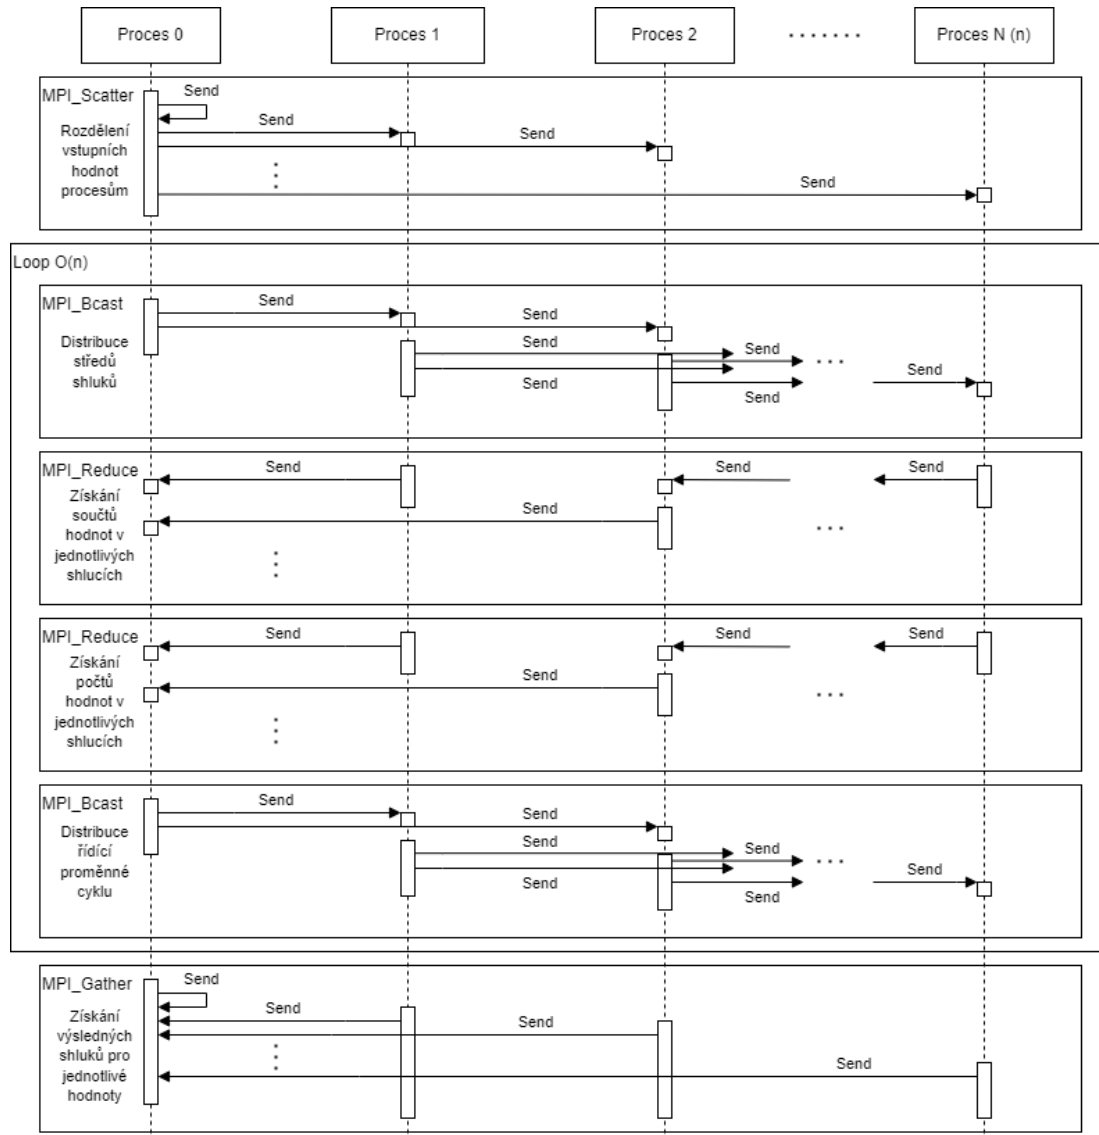 Proces 0
Proces 1
Proces 2
.......
Proces N (n)
MPI_Scatter
Send
Send
Send
Rozdělení
vstupních
hodnot
procesům
Send
Loop O(n)
MPI_Bcast
Send
Send
Distribuce
středů
shluků
Send
Send
...
Send
Send
Send
MPI_Reduce
Send
Send
Send
Získání
součtů
hodnot v
jednotlivých
shlucích
Send
...
MPI_Reduce
Send
Send
Send
Získání
počtů
hodnot v
jednotlivých
shlucích
Send
...
MPI_Bcast
Send
Send
Distribuce
řídící
proměnné
cyklu
Send
Send
...
Send
Send
Send
MPI_Gather
Send
Send
Send
Získání
výsledných
shluků pro
jednotlivé
hodnoty
Send